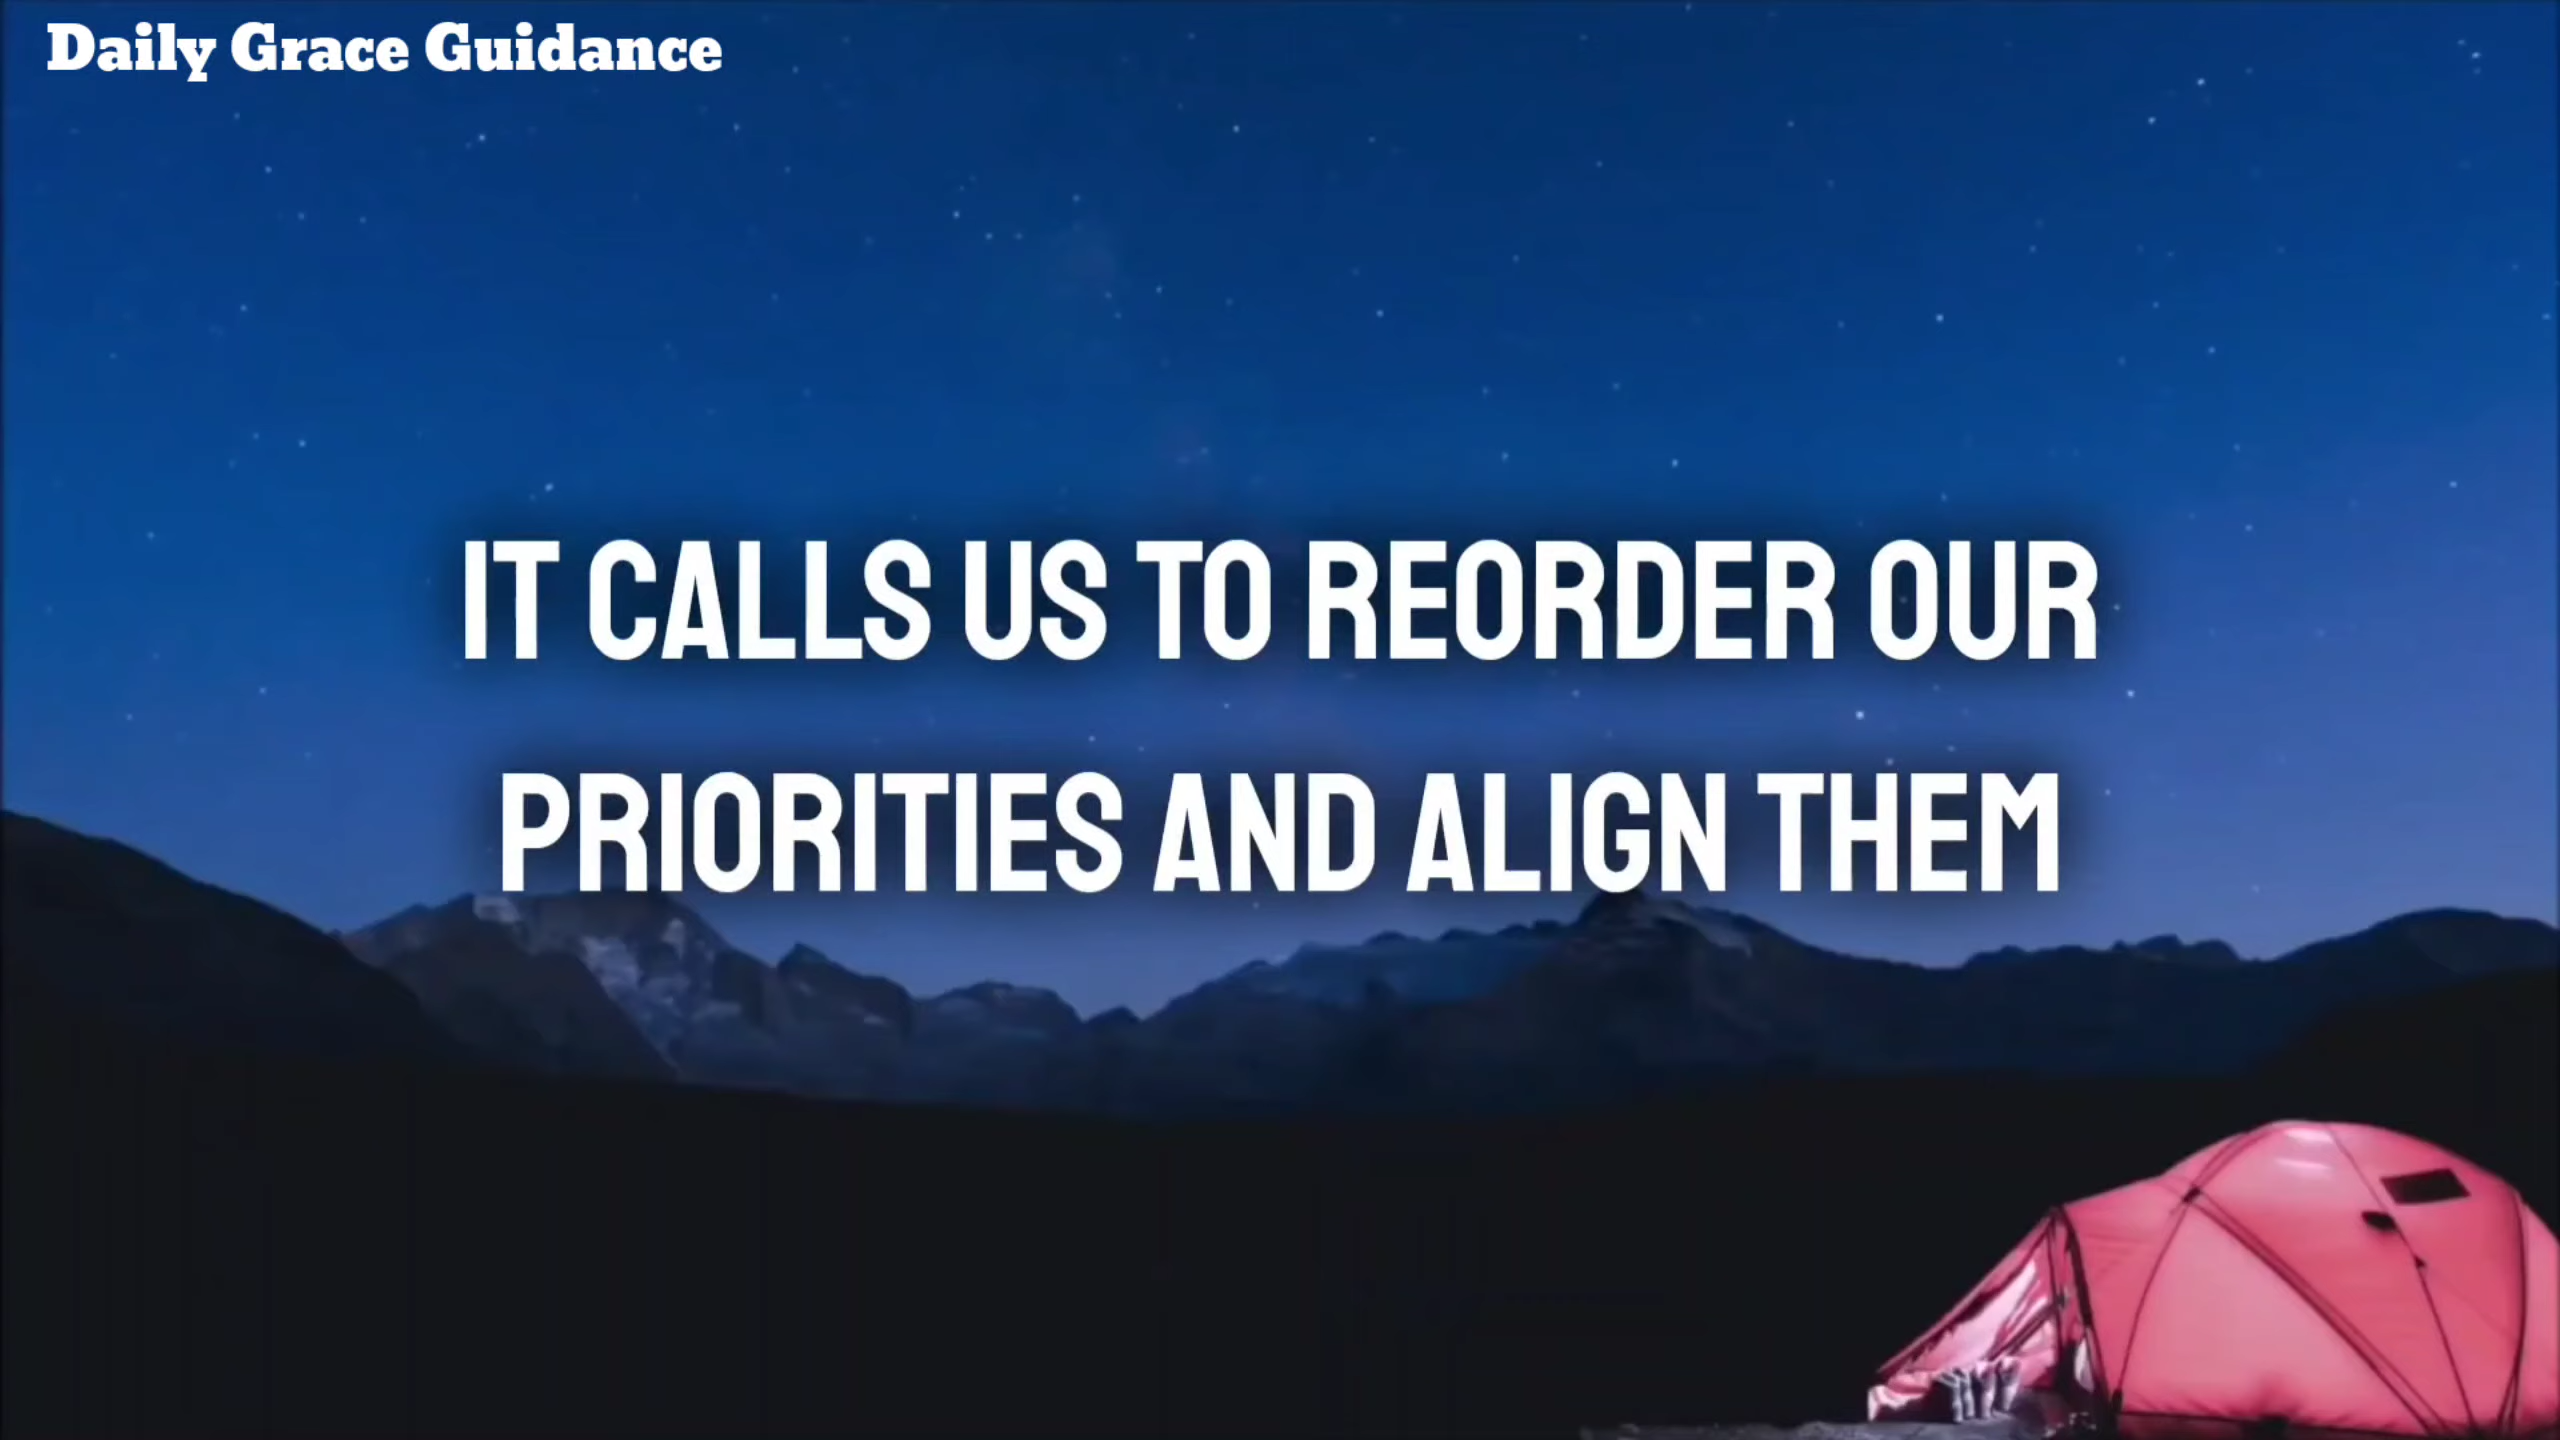 Daily Grace Guidance
IT CALLS US TO REORDER OUR
PRIORITIES AND ALIGN THEM